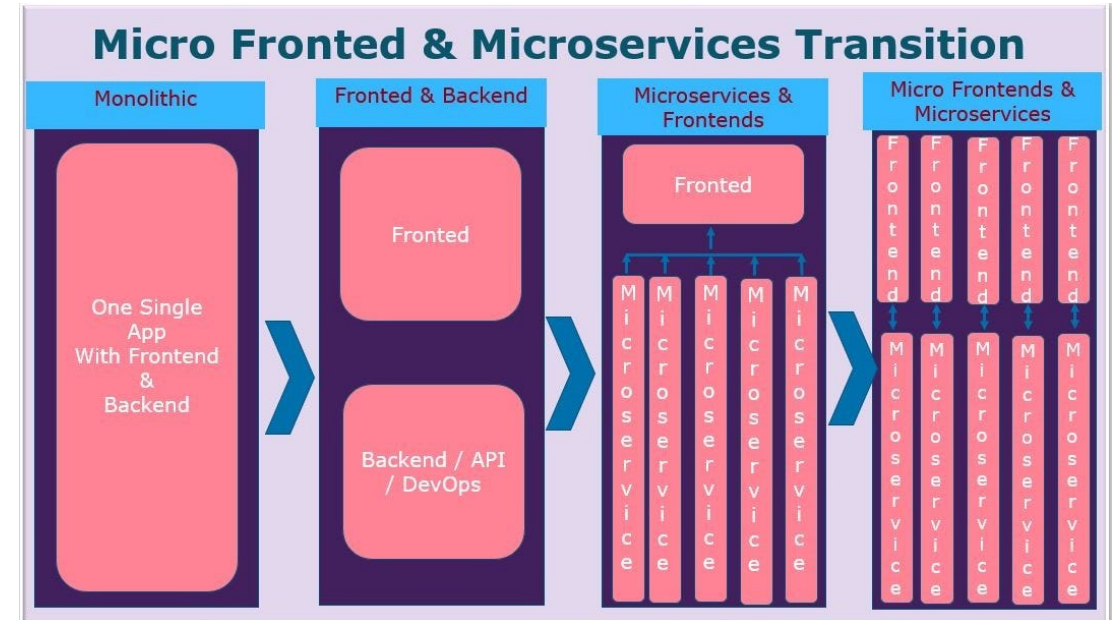 Micro Fronted & Microservices Transition
Monolithic
One Single
App
With Frontend
&
Backend
Fronted & Backend
Fronted
Backend / API
/ DevOps
Microservices &
Frontends
Fronted
Microservice
Microservice
Microservice
Microservice
Microservice
Micro Frontends &
Microservices
Frontend
Frontend
Frontend
Frontend
Frontend
Microservice
Microservice
Microservice
Microservice
Microservice